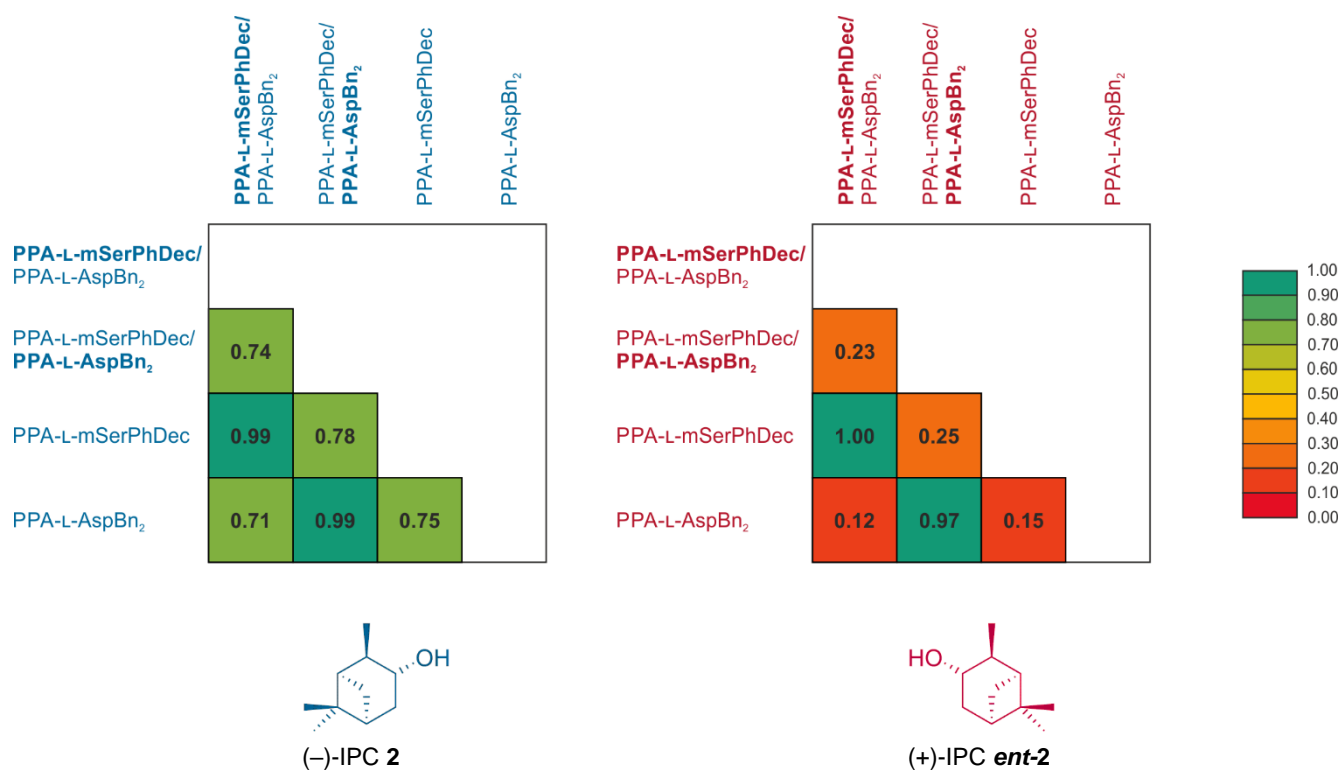 PPA-L-mSerPhDec/
PPA-L-AspBn₂
PPA-L-mSerPhDec/
PPA-L-AspBn₂
PPA-L-mSerPhDec
PPA-L-AspBn₂
PPA-L-mSerPhDec/
PPA-L-AspBn₂
PPA-L-mSerPhDec/
PPA-L-AspBn₂
0.74
PPA-L-mSerPhDec
0.99
0.78
PPA-L-AspBn₂
0.71
0.99
0.75
OH
(–)-IPC 2
PPA-L-mSerPhDec/
PPA-L-AspBn₂
PPA-L-mSerPhDec/
PPA-L-AspBn₂
PPA-L-mSerPhDec
PPA-L-AspBn₂
PPA-L-mSerPhDec/
PPA-L-AspBn₂
PPA-L-mSerPhDec/
PPA-L-AspBn₂
0.23
PPA-L-mSerPhDec
1.00
0.25
PPA-L-AspBn₂
0.12
0.97
0.15
HO
(+)-IPC ent-2
1.00
0.90
0.80
0.70
0.60
0.50
0.40
0.30
0.20
0.10
0.00